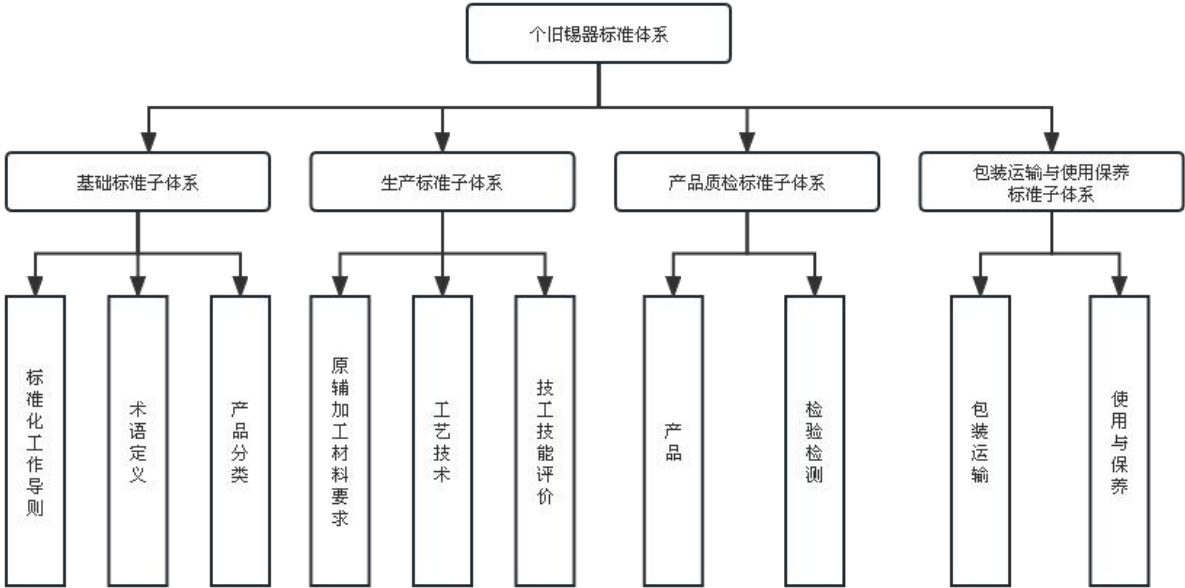 个旧锡器标准体系
基础标准子体系
生产标准子体系
产品质检标准子体系
包装运输与使用保养
标准子体系
标准化工作导则
术语定义
产品分类
原辅加工材料要求
工艺技术
技工技能评价
产品
检验检测
包装运输
使用与保养